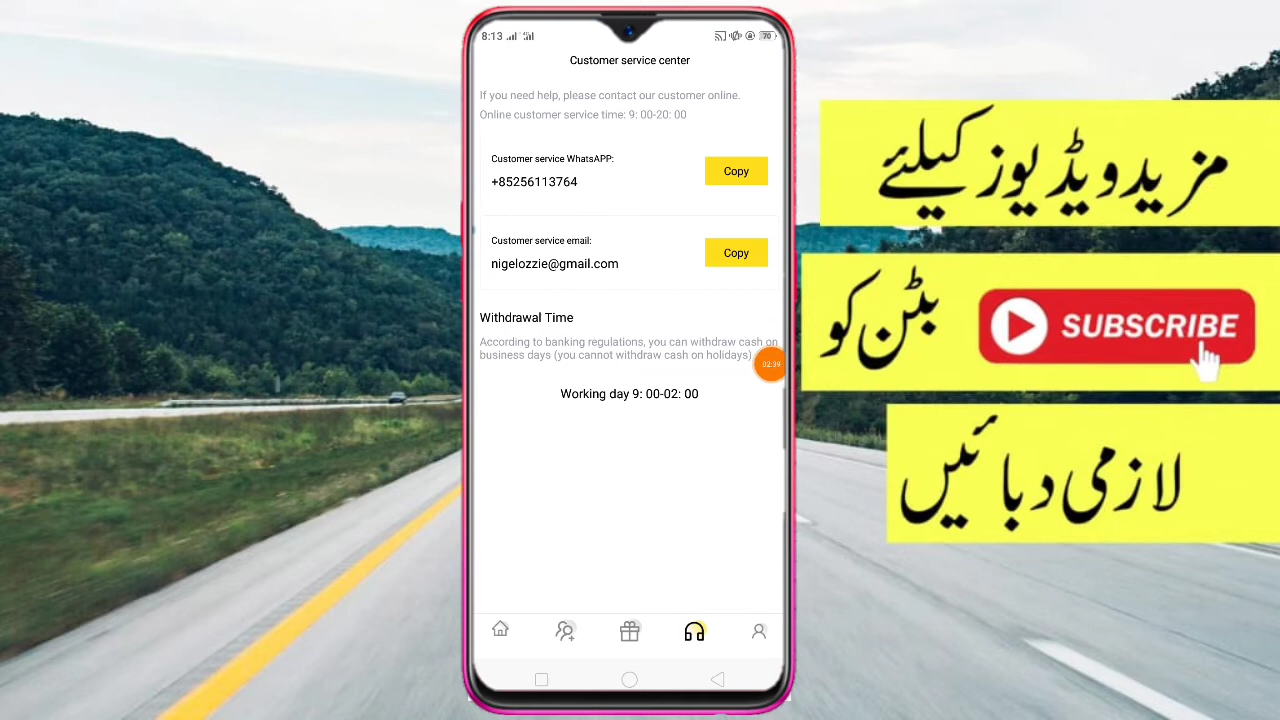 8:13
70
Customer service center
If you need help, please contact our customer online.
Online customer service time: 9: 00-20: 00
Customer service WhatsAPP:
+85256113764
Copy
Customer service email:
nigelozzie@gmail.com
Copy
Withdrawal Time
According to banking regulations, you can withdraw cash on
business days (you cannot withdraw cash on holidays)
02:39
Working day 9: 00-02: 00
مزید ویڈیوز کیلئے
SUBSCRIBE بٹن کو
لازمی دبائیں